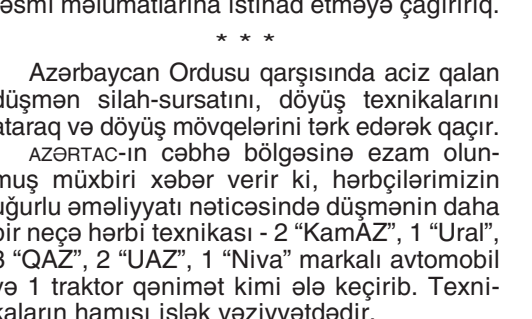 rəsmi məlumatlarına istinad etməyə çağırırıq.
* * *
Azərbaycan Ordusu qarşısında aciz qalan
düşmən silah-sursatını, döyüş texnikalarını
ataraq və döyüş mövqelərini tərk edərək qaçır.
AZƏRTAC-ın cəbhə bölgəsinə ezam olun-
muş müxbiri xəbər verir ki, hərbçilərimizin
uğurlu əməliyyatı nəticəsində düşmənin daha
bir neçə hərbi texnikası - 2 “KamAZ”, 1 “Ural”,
3 “QAZ”, 2 “UAZ”, 1 “Niva” markalı avtomobil
və 1 traktor qənimət kimi ələ keçirib. Texni-
kaların hamısı işlək vəziyyətdədir.